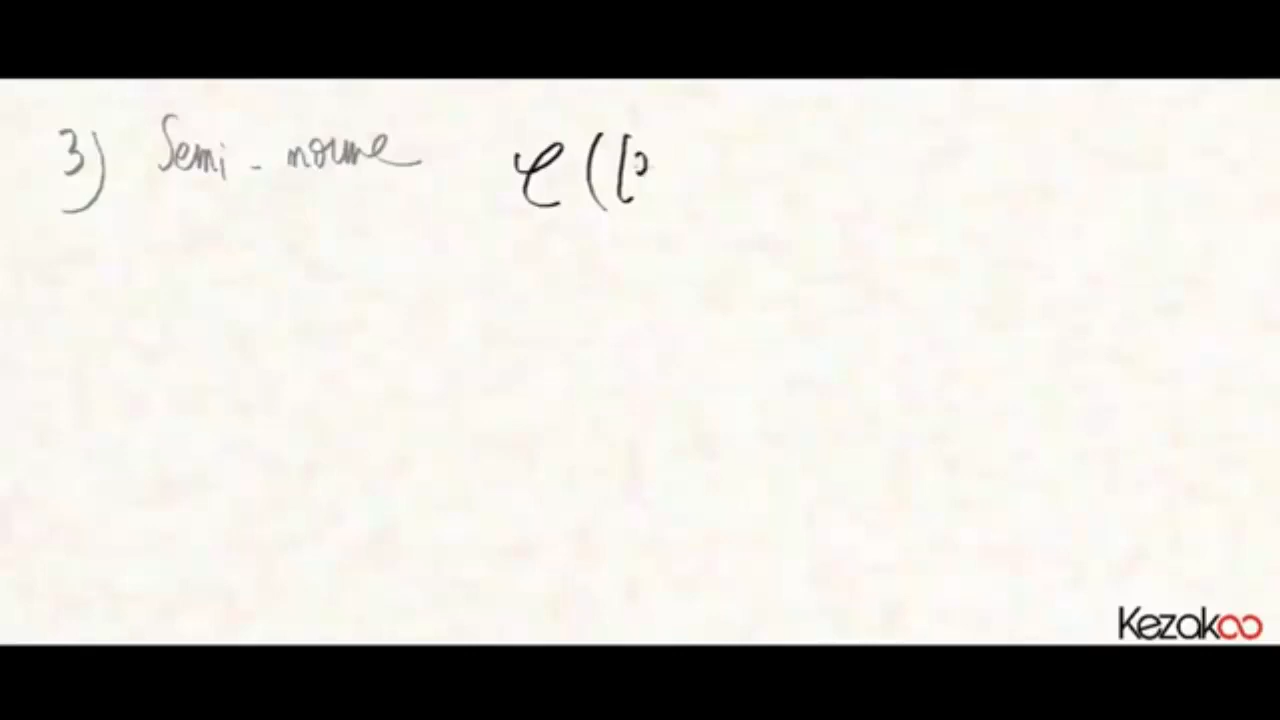 3) Semi-norme φ([
Kezakoo